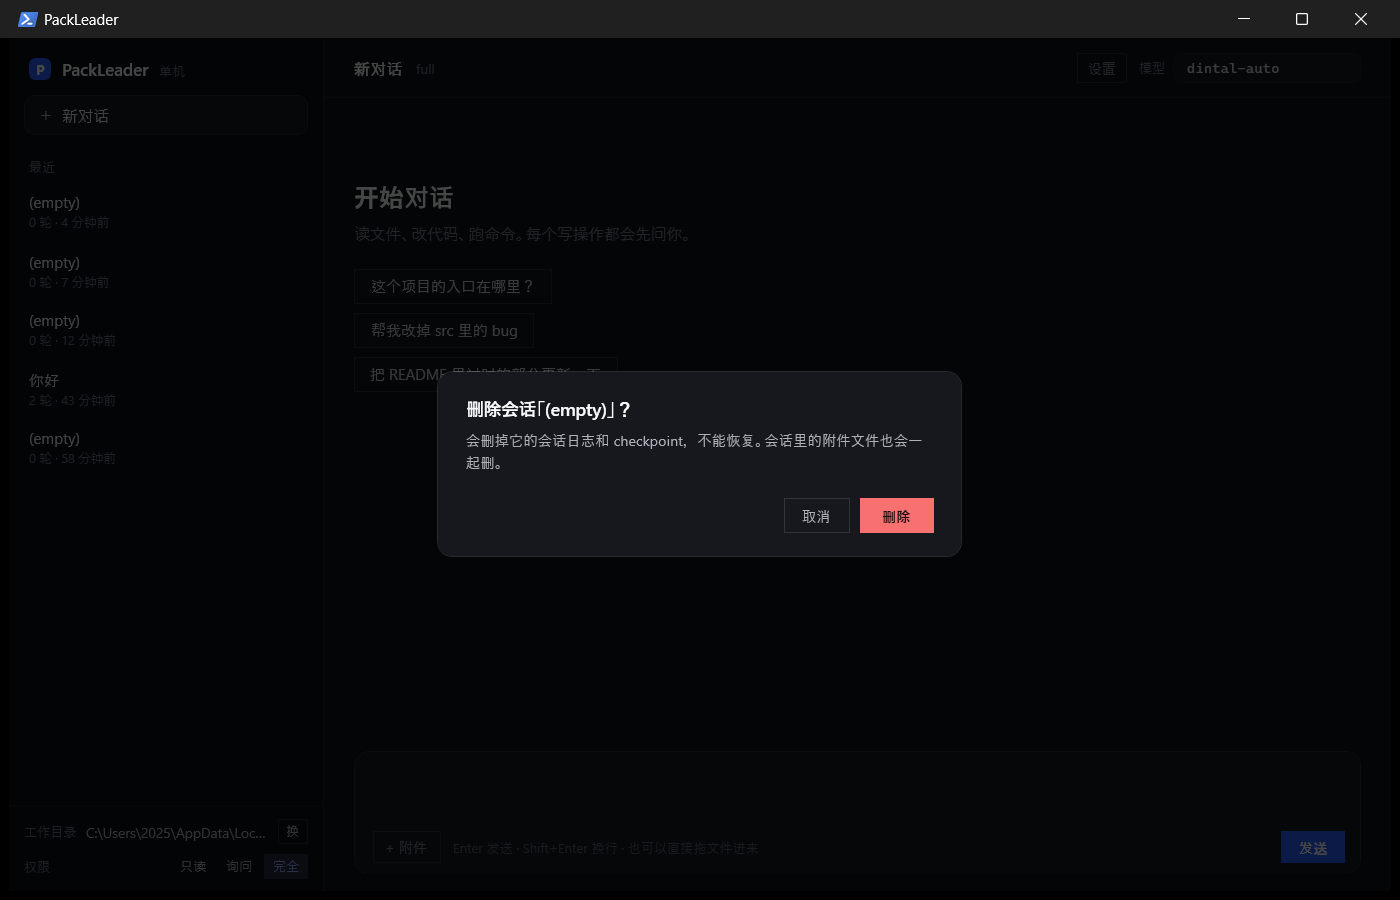 PackLeader
P PackLeader 单机
+ 新对话
最近
(empty)
0 轮 · 4 分钟前
(empty)
0 轮 · 7 分钟前
(empty)
0 轮 · 12 分钟前
你好
2 轮 · 43 分钟前
(empty)
0 轮 · 58 分钟前
工作目录 C:\Users\2025\AppData\Loc... 换
权限 只读 询问 完全
新对话 full 设置 模型 dintal-auto
开始对话
读文件、改代码、跑命令。每个写操作都会先问你。
这个项目的入口在哪里？
帮我改掉 src 里的 bug
把 README
删除会话「(empty)」？
会删掉它的会话日志和 checkpoint，不能恢复。会话里的附件文件也会一
起删。
取消 删除
+ 附件 Enter 发送 · Shift+Enter 换行 · 也可以直接拖文件进来 发送